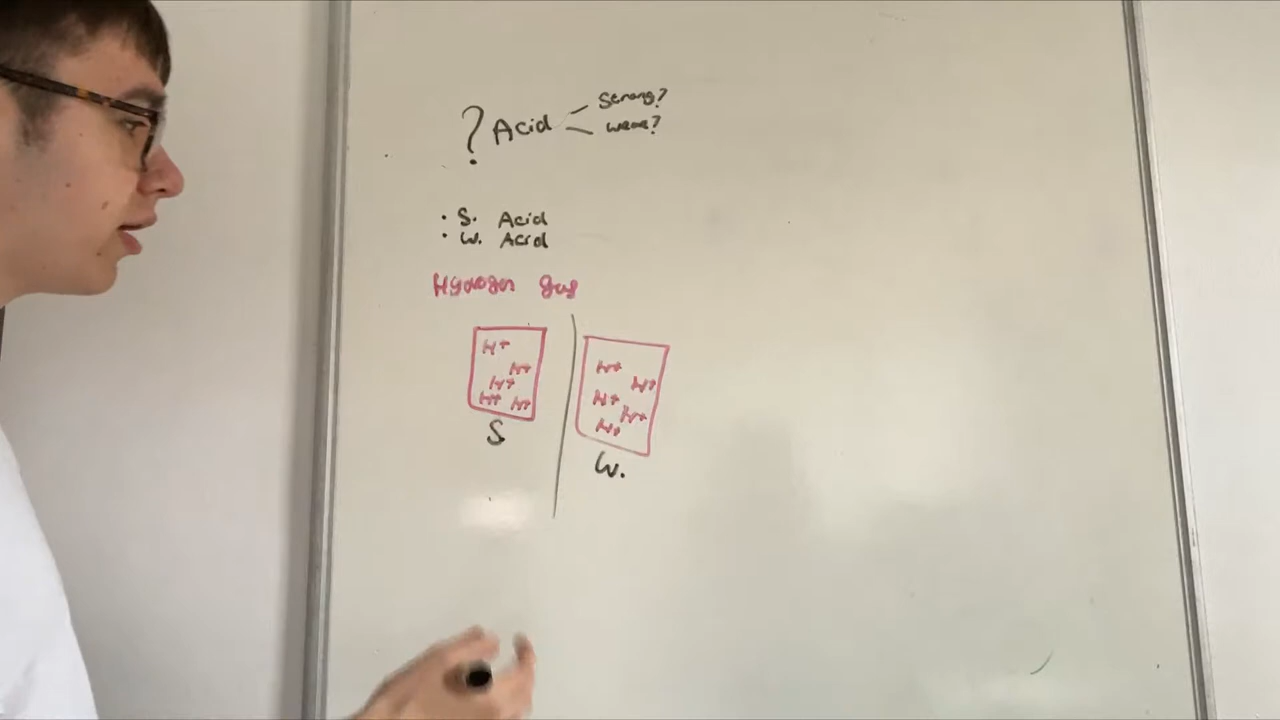 ? Acid
Strong?
weak?
· S. Acid
· W. Acid
Hydrogen gas
H+
H+
H+
H+ H+
S
H+
H+
H+
H+
H+
W.